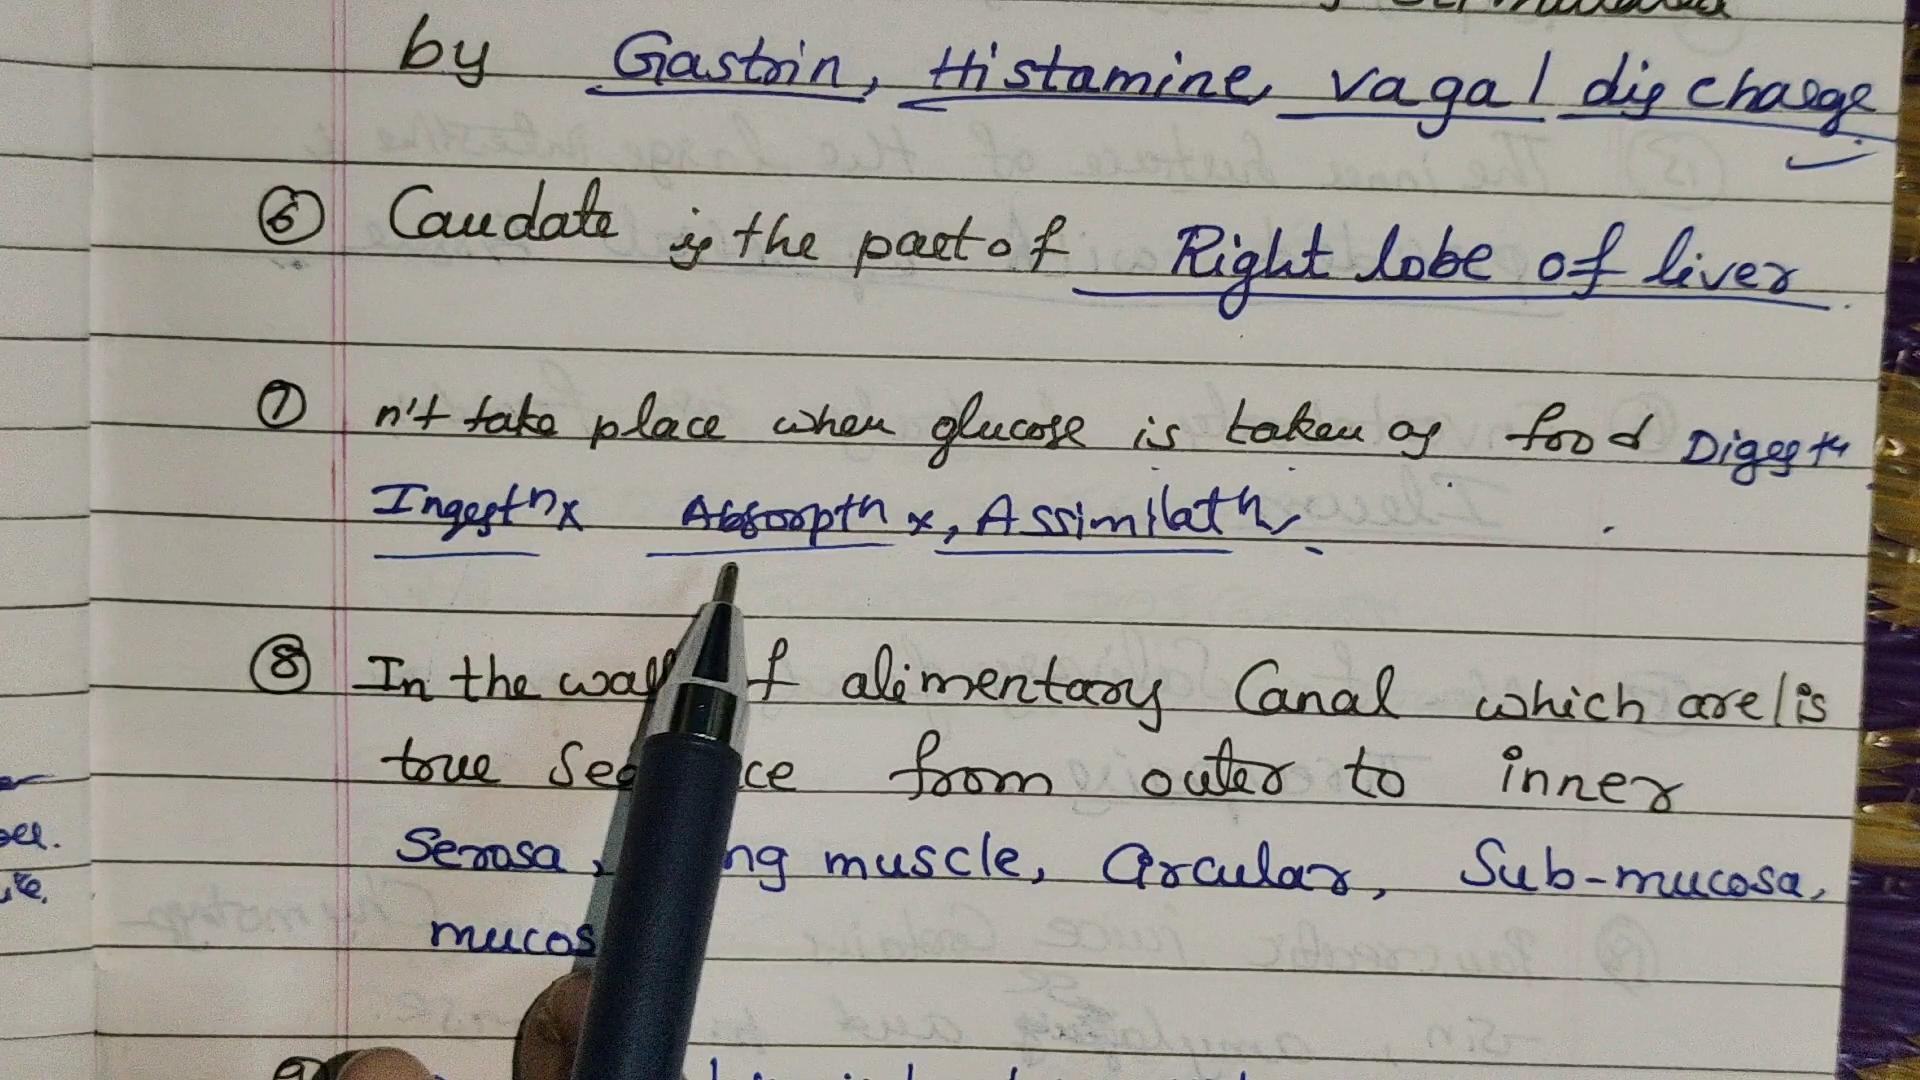 by Gastrin, Histamine, vagal discharge
⑥ Caudate is the part of Right lobe of liver.
⑦ n't take place when glucose is taken as food Digestn
Ingestn x Absorptn x, Assimilatn
⑧ In the wall f alimentary Canal which are/is
true Se ce from outer to inner
Serosa, ng muscle, Circular, Sub-mucosa,
mucos